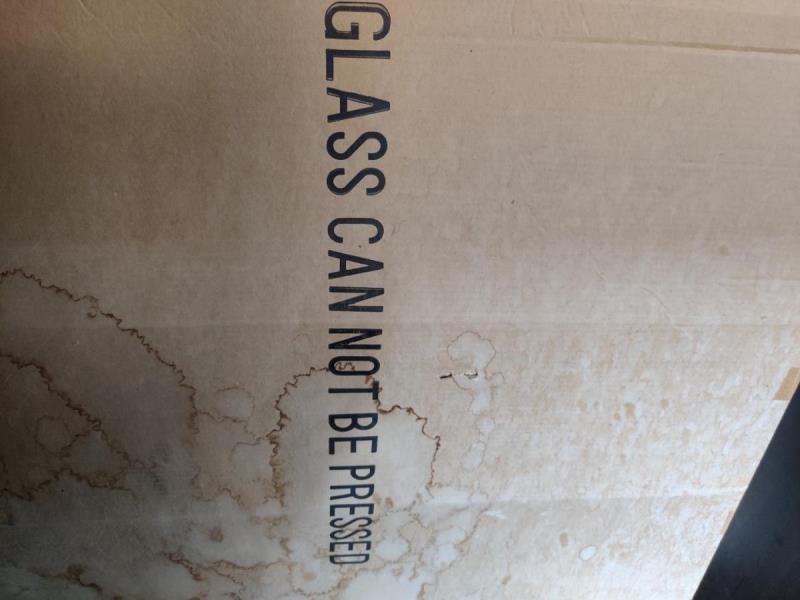 GLASS CAN NOT BE PRESSED